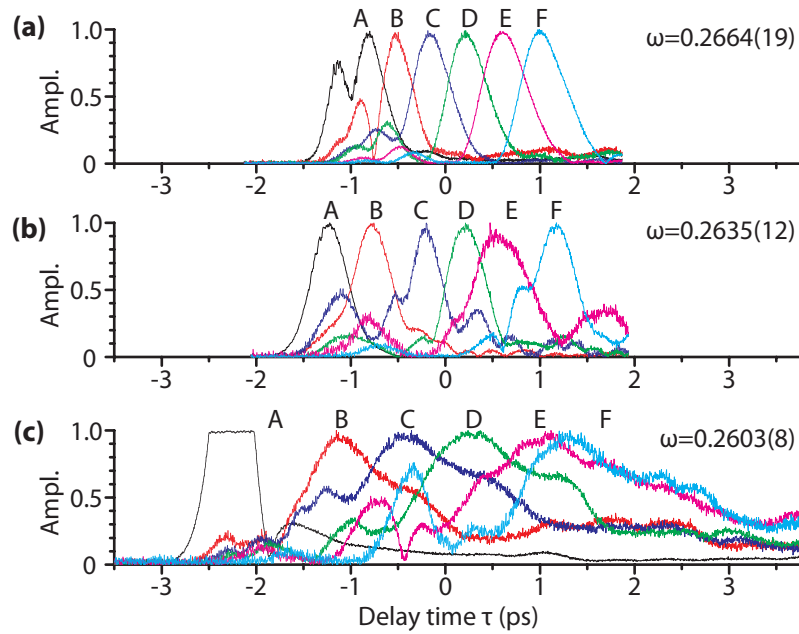 A B C D E F
(a) 1.0 ω=0.2664(19)
Ampl.
0.5
0
-3 -2 -1 0 1 2 3
A B C D E F
(b) 1.0 ω=0.2635(12)
Ampl.
0.5
0
-3 -2 -1 0 1 2 3
(c) 1.0 A B C D E F ω=0.2603(8)
Ampl.
0.5
0
-3 -2 -1 0 1 2 3
Delay time τ (ps)